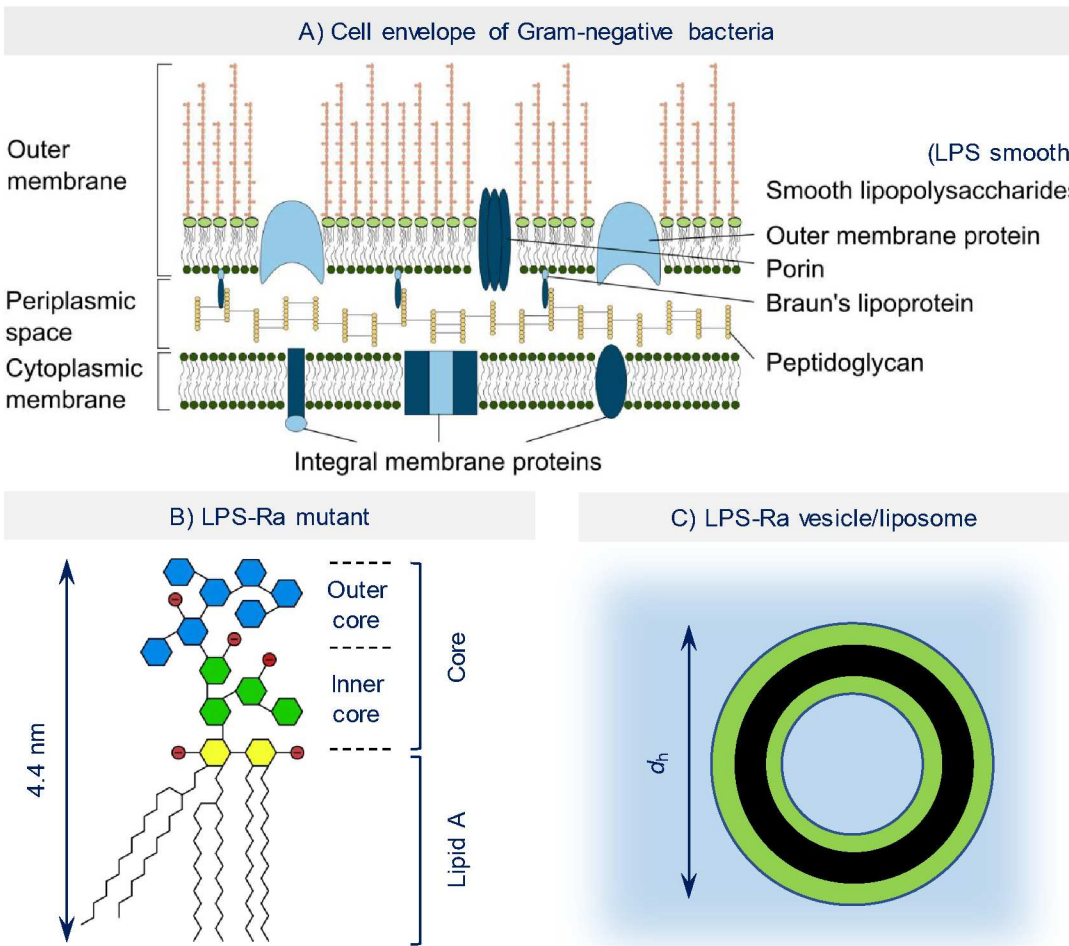 A) Cell envelope of Gram-negative bacteria
Outer
membrane
(LPS smooth
Smooth lipopolysaccharides
Outer membrane protein
Porin
Braun's lipoprotein
Periplasmic
space
Peptidoglycan
Cytoplasmic
membrane
Integral membrane proteins
B) LPS-Ra mutant
4.4 nm
Outer
core
Inner
core
Core
Lipid A
C) LPS-Ra vesicle/liposome
dh